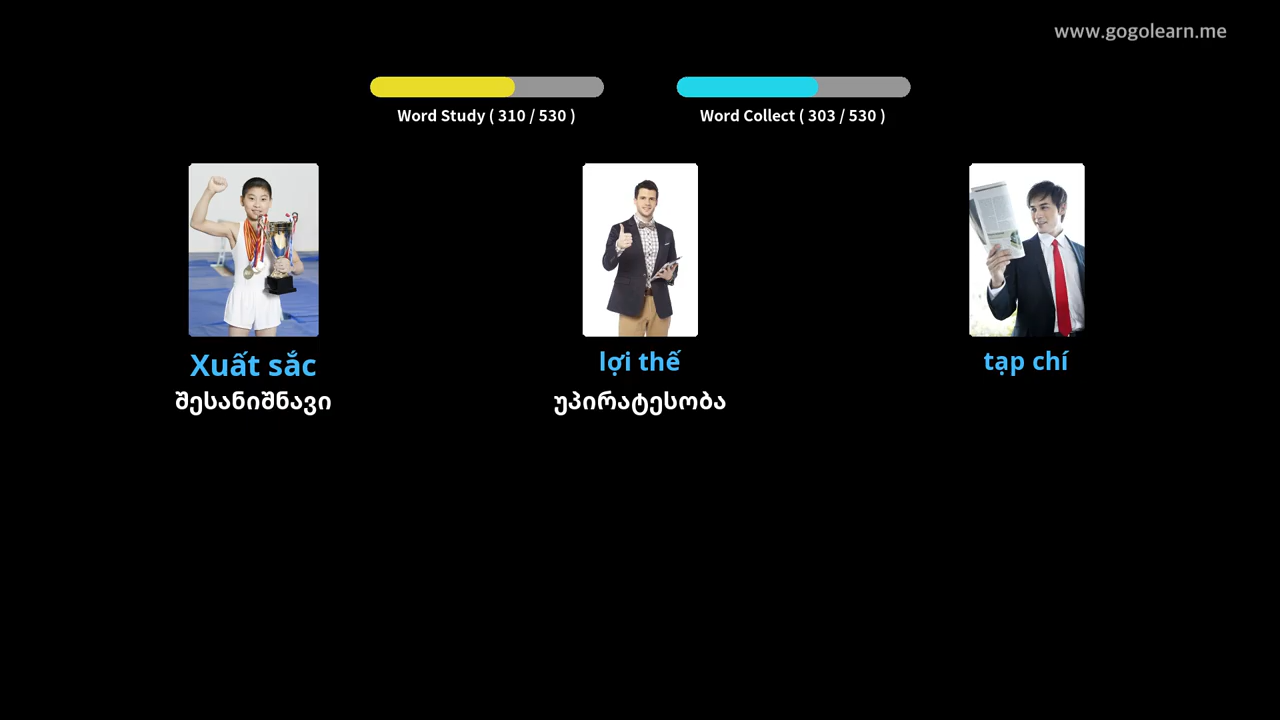 www.gogolearn.me
Word Study ( 310 / 530 )
Word Collect ( 303 / 530 )
Xuất sắc
lợi thế
tạp chí
შესანიშნავი
უპირატესობა